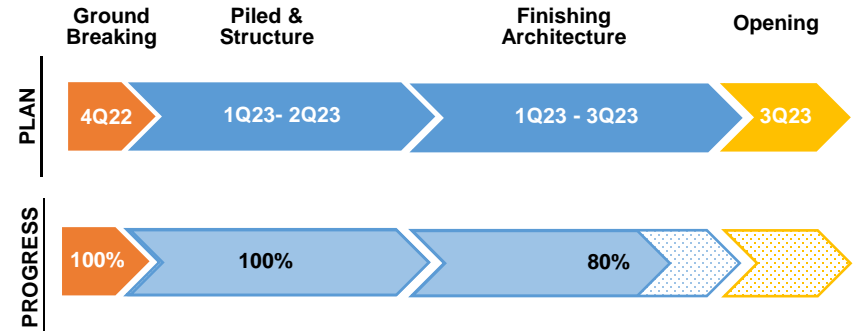 Ground
Breaking
Piled &
Structure
Finishing
Architecture
Opening
PLAN
4Q22
1Q23- 2Q23
1Q23 - 3Q23
3Q23
PROGRESS
100%
100%
80%